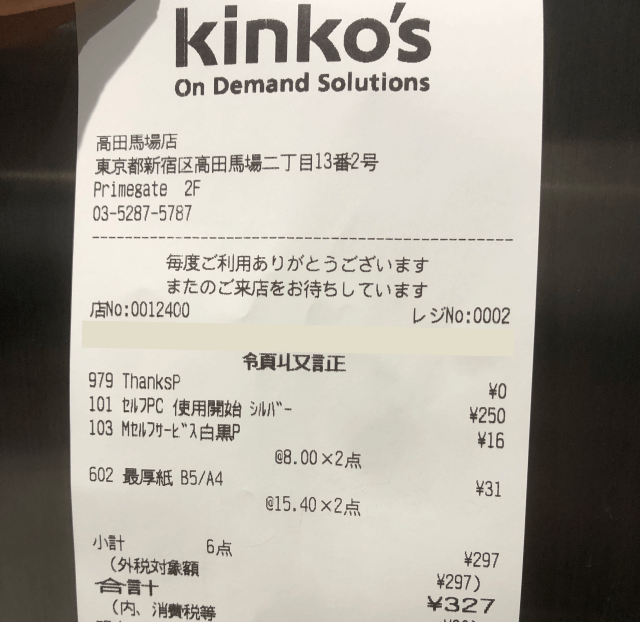 kinko's
On Demand Solutions
高田馬場店
東京都新宿区高田馬場二丁目13番2号
Primegate 2F
03-5287-5787
毎度ご利用ありがとうございます
またのご来店をお待ちしています
店No:0012400 レジNo:0002
領収証
979 ThanksP ¥0
101 セルフPC 使用開始 シルバー ¥250
103 Mセルフサービス白黒P ¥16
@8.00×2点
602 最厚紙 B5/A4 ¥31
@15.40×2点
小計 6点 ¥297
(外税対象額 ¥297)
合計 ¥327
(内、消費税等